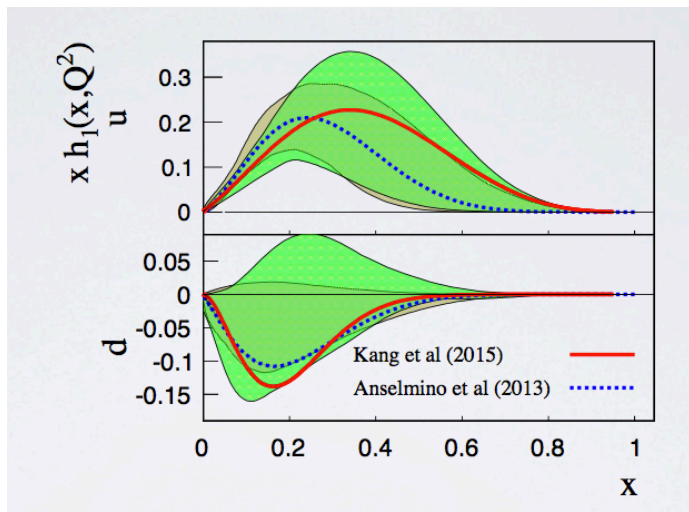 x h₁(x,Q²)
u
0.3
0.2
0.1
0
d
0.05
0
-0.05
-0.1
-0.15
Kang et al (2015)
Anselmino et al (2013)
0 0.2 0.4 0.6 0.8 1
x